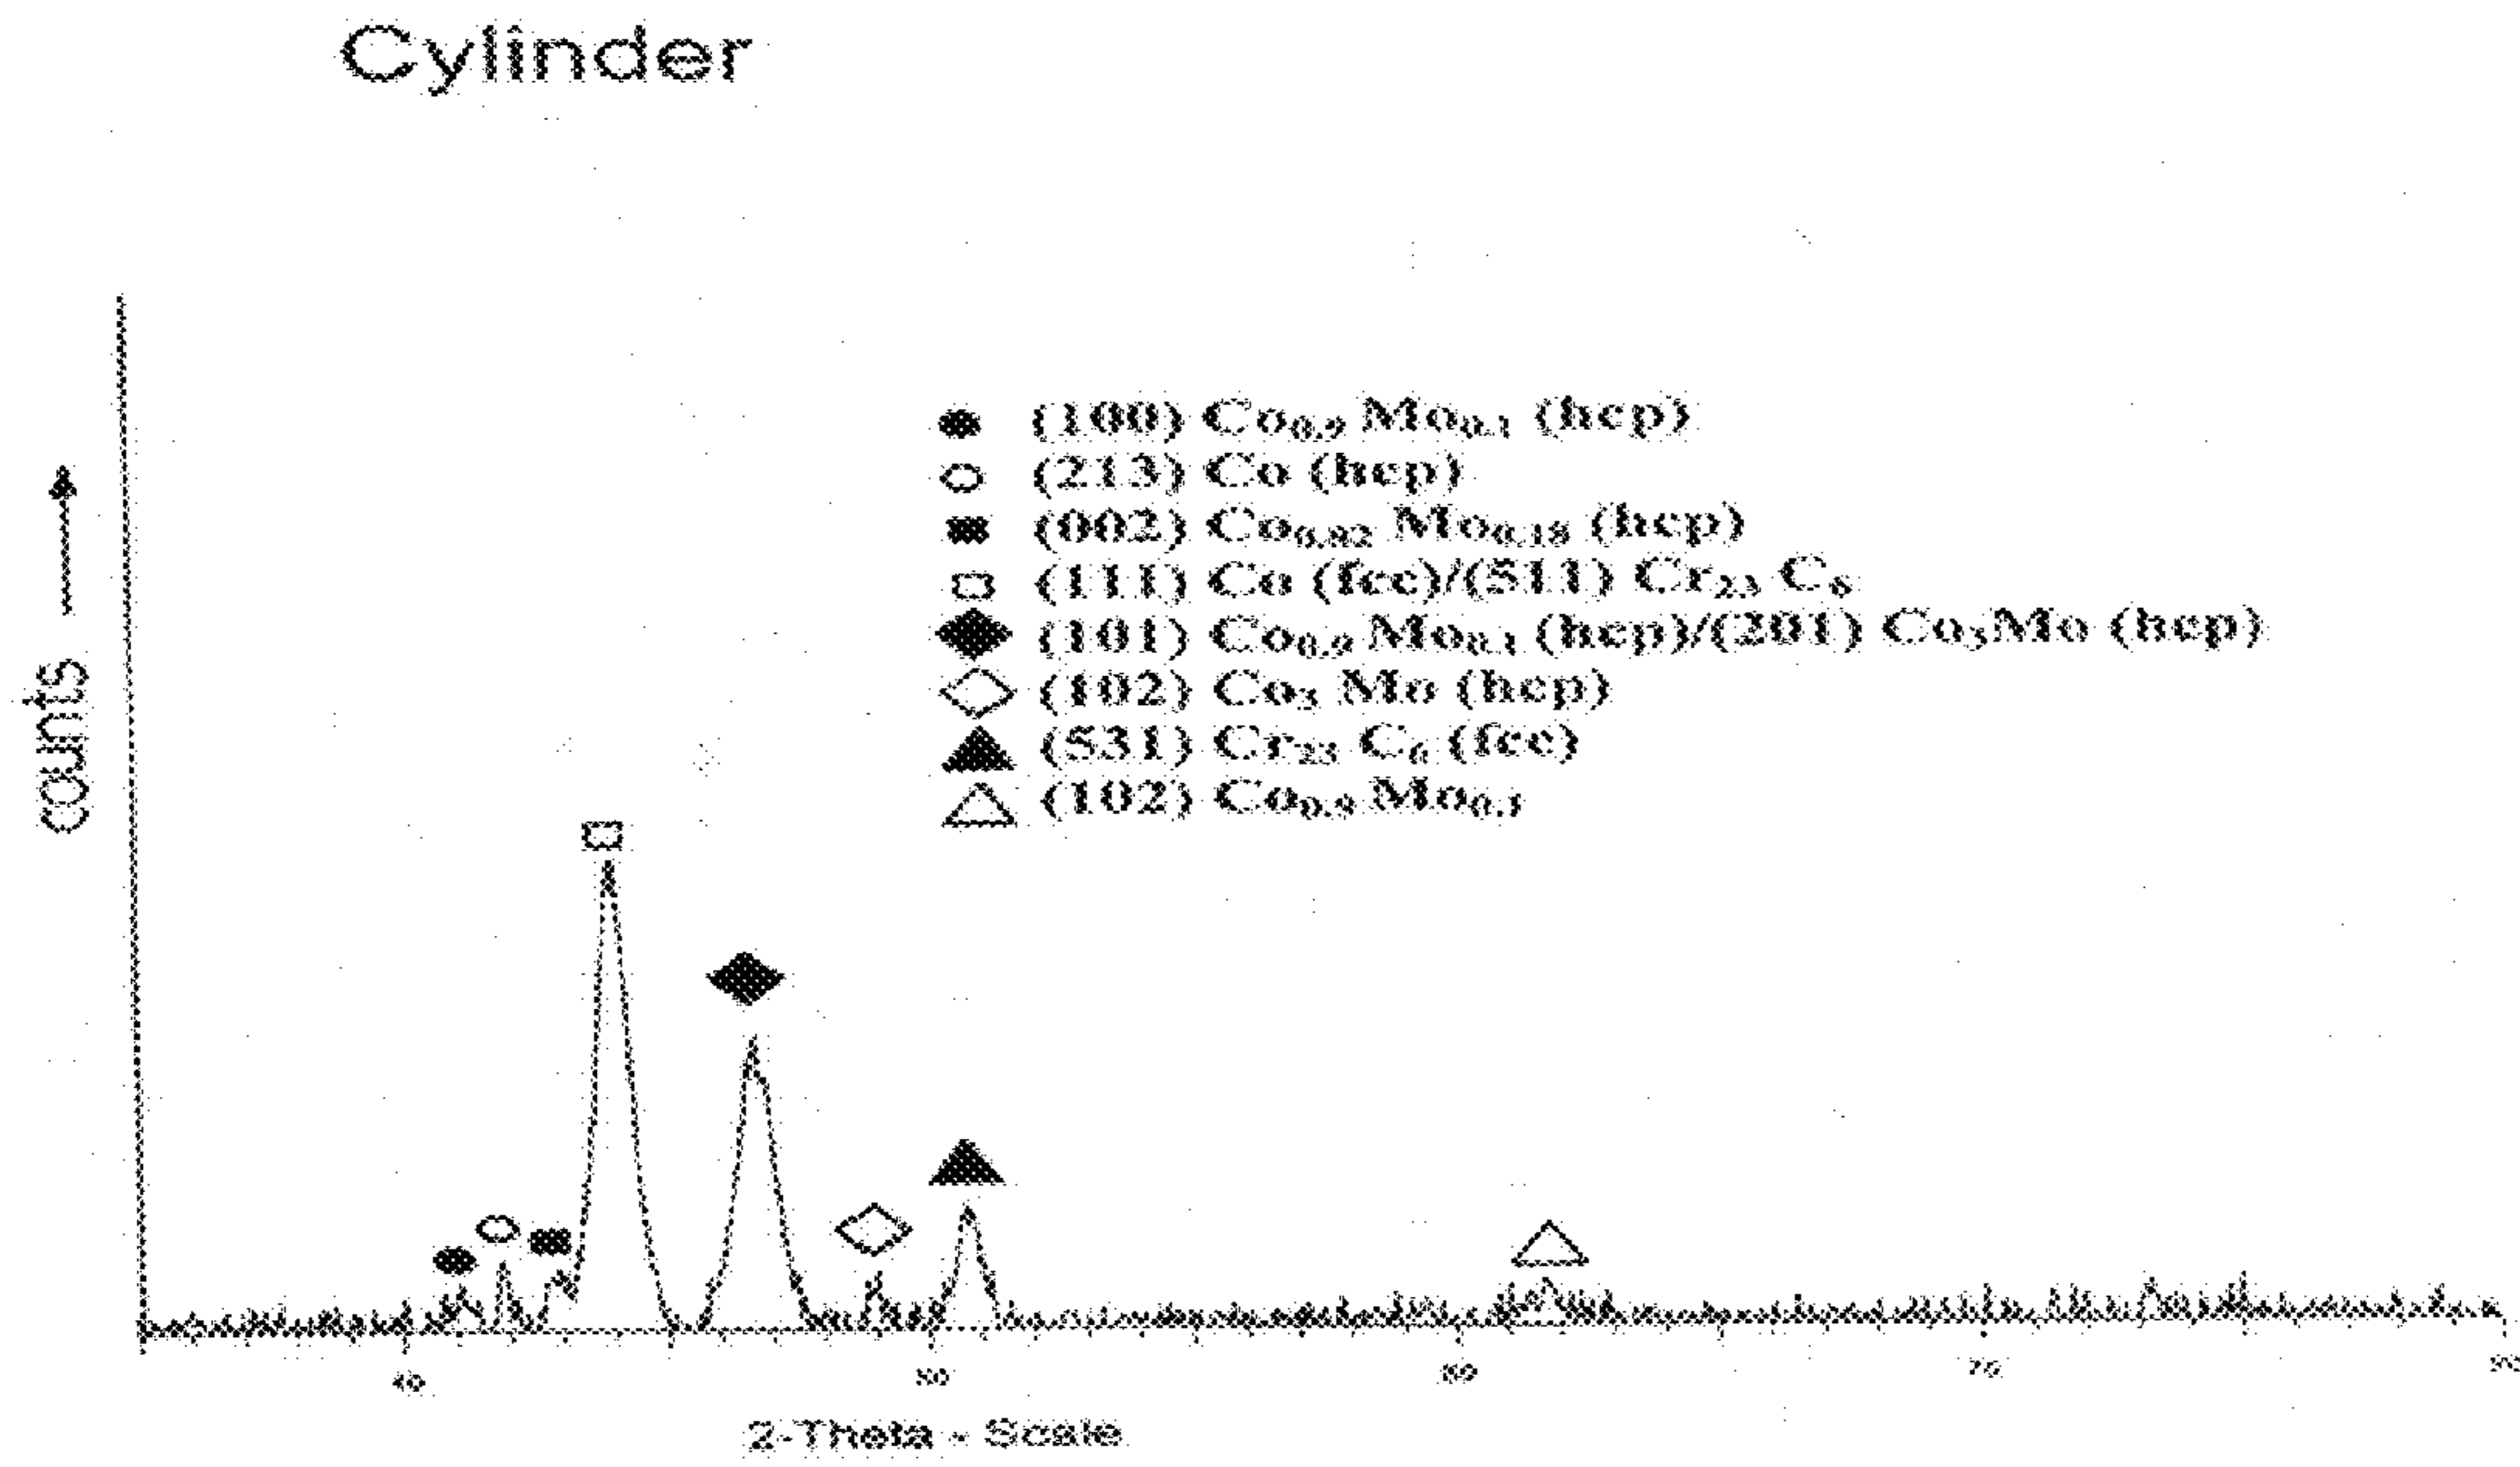 Cylinder
counts
(100) Co0.9 Mo0.1 (hcp)
(213) Co (hcp)
(002) Co0.82 Mo0.18 (hcp)
(111) Co (fcc)/(511) Cr23 C6
(101) Co0.9 Mo0.1 (hcp)/(201) Co3Mo (hcp)
(102) Co3 Mo (hcp)
(531) Cr23 C6 (fcc)
(102) Co0.9 Mo0.1
40 50 60 70
2-Theta - Scale